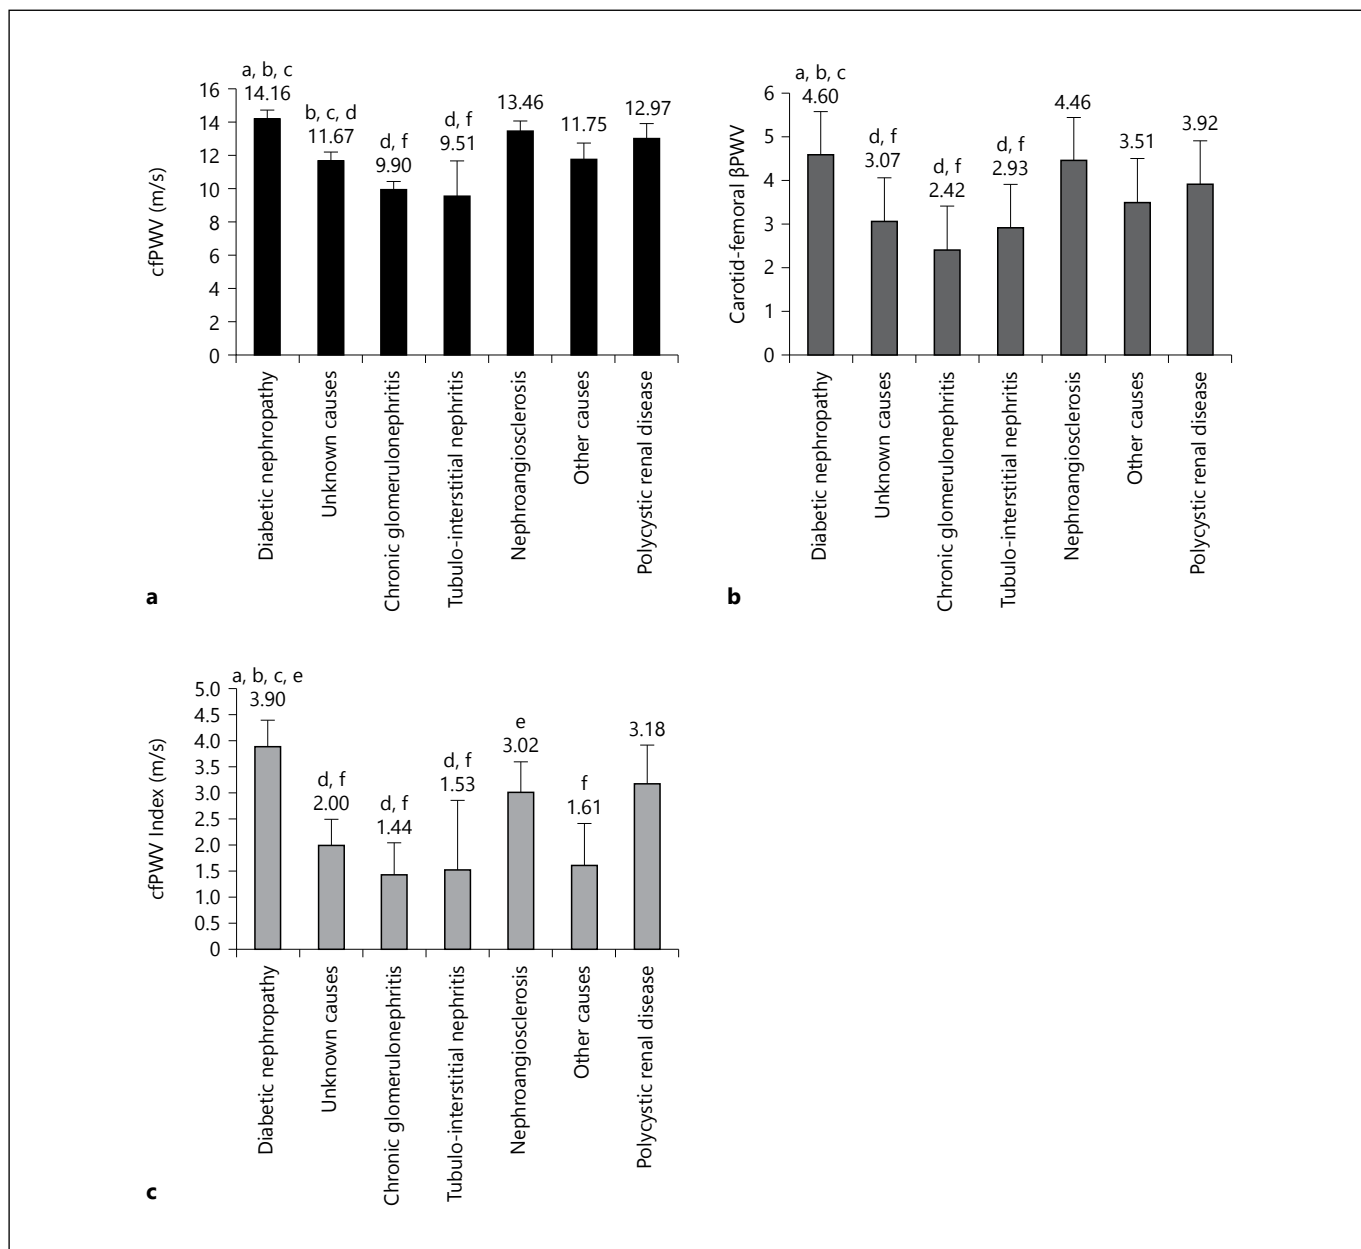 a, b, c
14.16
b, c, d
11.67
d, f
9.90
d, f
9.51
13.46
11.75
12.97
16
14
12
10
8
6
4
2
0
cfPWV (m/s)
Diabetic nephropathy
Unknown causes
Chronic glomerulonephritis
Tubulo-interstitial nephritis
Nephroangiosclerosis
Other causes
Polycystic renal disease
a
a, b, c
4.60
d, f
3.07
d, f
2.42
d, f
2.93
4.46
3.51
3.92
6
5
4
3
2
1
0
Carotid-femoral βPWV
Diabetic nephropathy
Unknown causes
Chronic glomerulonephritis
Tubulo-interstitial nephritis
Nephroangiosclerosis
Other causes
Polycystic renal disease
b
a, b, c, e
3.90
d, f
2.00
d, f
1.44
d, f
1.53
e
3.02
f
1.61
3.18
5.0
4.5
4.0
3.5
3.0
2.5
2.0
1.5
1.0
0.5
0
cfPWV Index (m/s)
Diabetic nephropathy
Unknown causes
Chronic glomerulonephritis
Tubulo-interstitial nephritis
Nephroangiosclerosis
Other causes
Polycystic renal disease
c